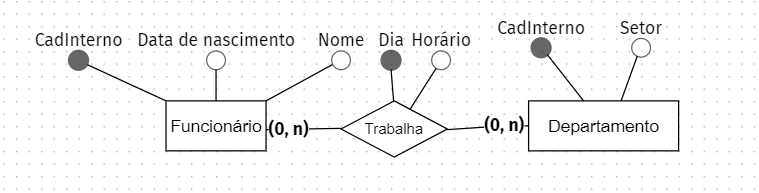 CadInterno
Data de nascimento
Nome
Dia
Horário
CadInterno
Setor
Funcionário
(0, n)
Trabalha
(0, n)
Departamento